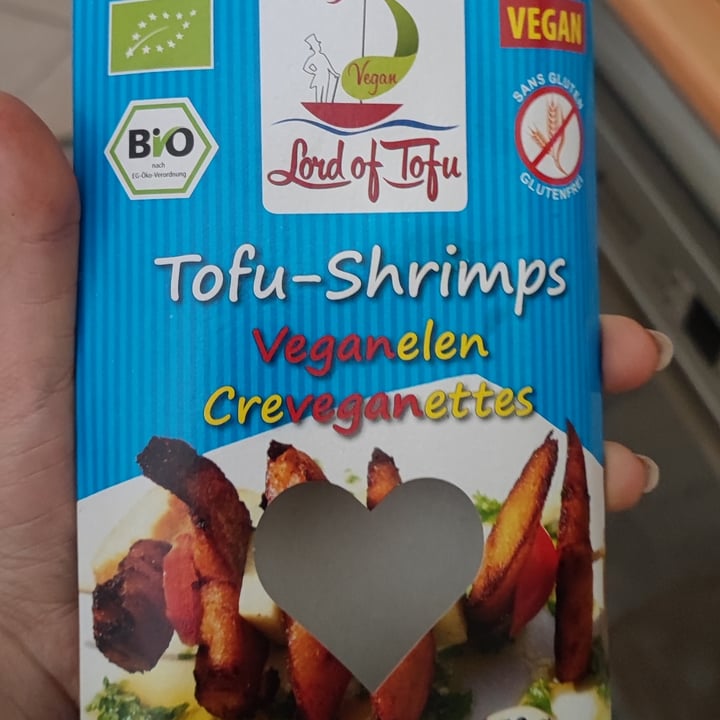 VEGAN
Vegan
Lord of Tofu
Bio
nach
EG-Öko-Verordnung
SANS GLUTEN
GLUTENFREI
Tofu-Shrimps
Veganelen
Creveganettes